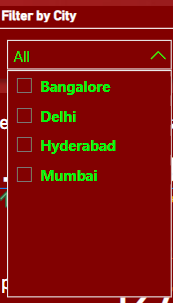 Filter by City
All
Bangalore
Delhi
Hyderabad
Mumbai